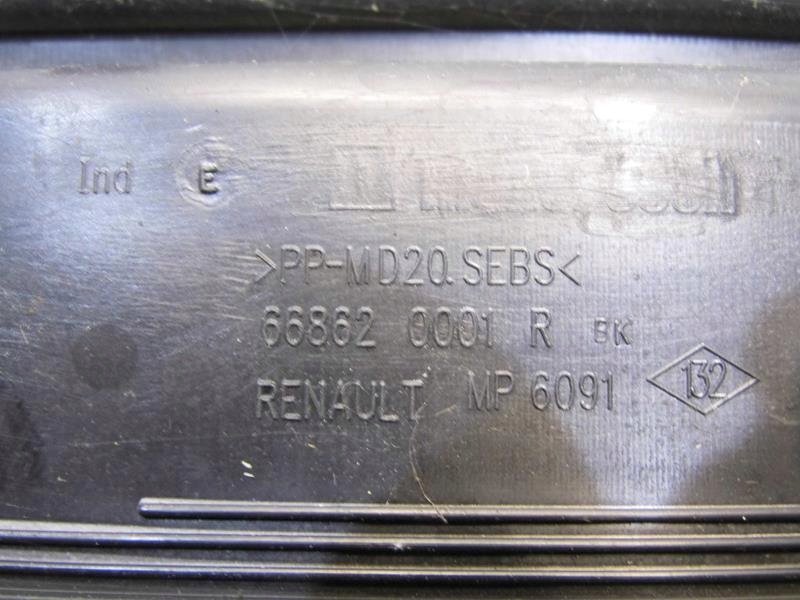 Ind E
>PP-MD20.SEBS<
66862 0001 R BK
RENAULT MP 6091 132